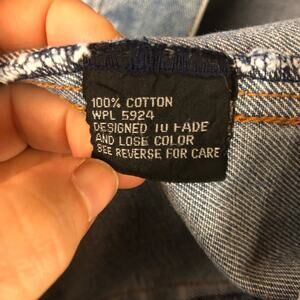 100% COTTON
WPL 5924
DESIGNED TO FADE
AND LOSE COLOR
SEE REVERSE FOR CARE